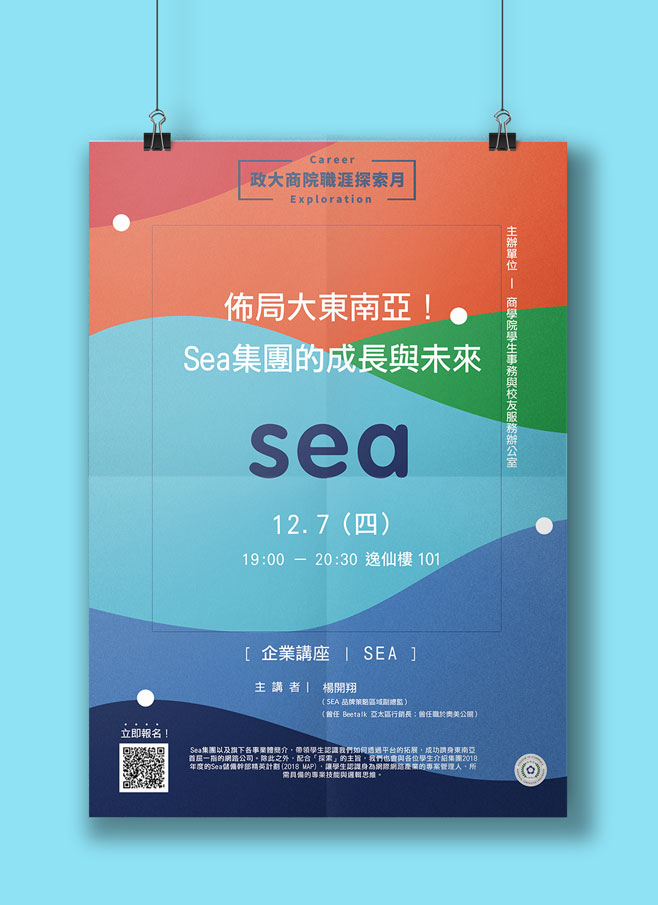 Career
政大商院職涯探索月
Exploration
主辦單位 | 商學院學生事務與校友服務辦公室
佈局大東南亞！
Sea集團的成長與未來
sea
12.7 (四)
19:00 — 20:30 逸仙樓 101
[ 企業講座 | SEA ]
主講者| 楊開翔
(SEA 品牌策略區域副總監)
(曾任 Beetalk 亞太區行銷長；曾任職於奧美公關)
立即報名！
Sea集團以及旗下各事業體簡介，帶領學生認識我們如何透過平台的拓展，成功躋身東南亞
首屈一指的網路公司。除此之外，配合「探索」的主旨，我們也會與各位學生介紹集團2018
年度的Sea儲備幹部精英計劃(2018 MAP)，讓學生認識身為網際網路產業的專案管理人，所
需具備的專業技能與邏輯思維。